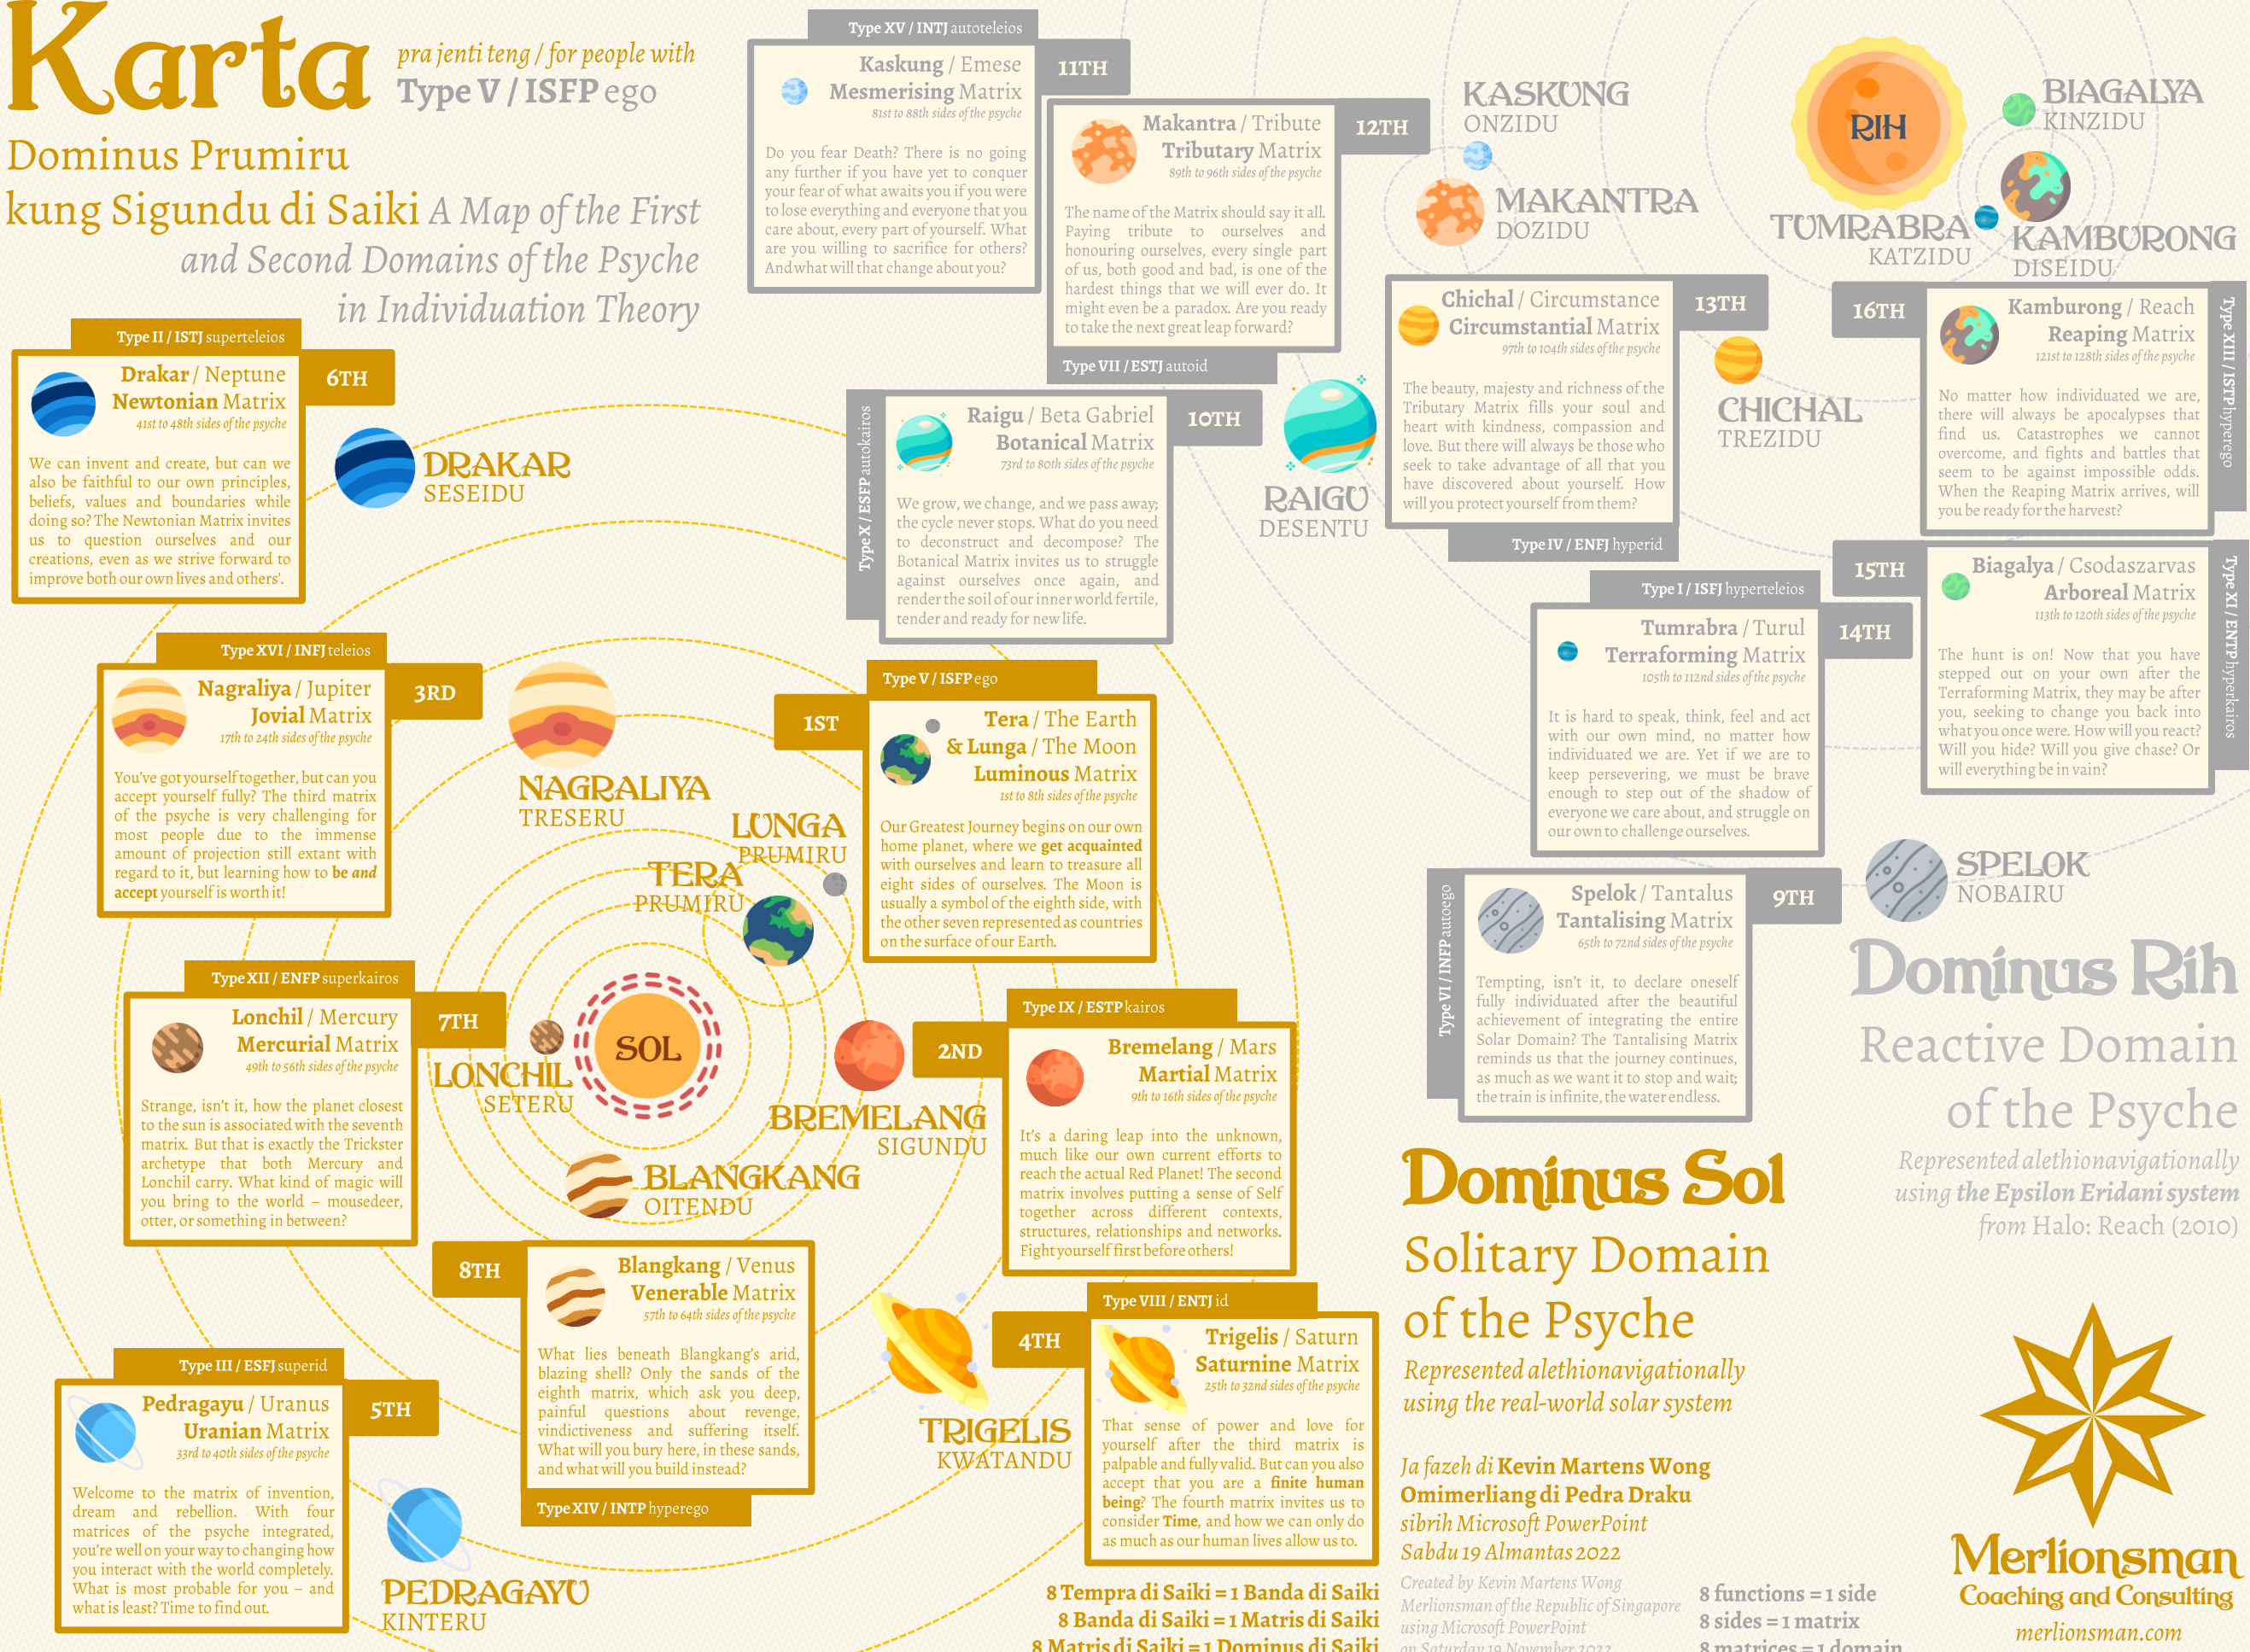 Karta
pra jenti teng / for people with
Type V / ISFP ego
Dominus Prumiru
kung Sigundu di Saiki A Map of the First
and Second Domains of the Psyche
in Individuation Theory
Type XV / INTJ autoteleios
11TH
Kaskung / Emese
Mesmerising Matrix
81st to 88th sides of the psyche
Do you fear Death? There is no going
any further if you have yet to conquer
your fear of what awaits you if you were
to lose everything and everyone that you
care about, every part of yourself. What
are you willing to sacrifice for others?
And what will that change about you?
12TH
Makantra / Tribute
Tributary Matrix
89th to 96th sides of the psyche
The name of the Matrix should say it all.
Paying tribute to ourselves and
honouring ourselves, every single part
of us, both good and bad, is one of the
hardest things that we will ever do. It
might even be a paradox. Are you ready
to take the next great leap forward?
Type VII / ESTJ autoid
KASKUNG
ONZIDU
MAKANTRA
DOZIDU
RIH
BIAGALYA
KINZIDU
TUMRABRA
KATZIDU
KAMBURONG
DISEIDU
Type II / ISTJ superteleios
6TH
Drakar / Neptune
Newtonian Matrix
41st to 48th sides of the psyche
We can invent and create, but can we
also be faithful to our own principles,
beliefs, values and boundaries while
doing so? The Newtonian Matrix invites
us to question ourselves and our
creations, even as we strive forward to
improve both our own lives and others'.
DRAKAR
SESEIDU
Type X / ESFP autokairos
10TH
Raigu / Beta Gabriel
Botanical Matrix
73rd to 80th sides of the psyche
We grow, we change, and we pass away;
the cycle never stops. What do you need
to deconstruct and decompose? The
Botanical Matrix invites us to struggle
against ourselves once again, and
render the soil of our inner world fertile,
tender and ready for new life.
RAIGU
DESENTU
13TH
Chichal / Circumstance
Circumstantial Matrix
97th to 104th sides of the psyche
The beauty, majesty and richness of the
Tributary Matrix fills your soul and
heart with kindness, compassion and
love. But there will always be those who
seek to take advantage of all that you
have discovered about yourself. How
will you protect yourself from them?
Type IV / ENFJ hyperid
CHICHAL
TREZIDU
16TH
Kamburong / Reach
Reaping Matrix
121st to 128th sides of the psyche
No matter how individuated we are,
there will always be apocalypses that
find us. Catastrophes we cannot
overcome, and fights and battles that
seem to be against impossible odds.
When the Reaping Matrix arrives, will
you be ready for the harvest?
Type XIII / ISTP hyperego
15TH
Biagalya / Csodaszarvas
Arboreal Matrix
113th to 120th sides of the psyche
The hunt is on! Now that you have
stepped out on your own after the
Terraforming Matrix, they may be after
you, seeking to change you back into
what you once were. How will you react?
Will you hide? Will you give chase? Or
will everything be in vain?
Type XI / ENTP hyperkairos
Type I / ISFJ hyperteleios
14TH
Tumrabra / Turul
Terraforming Matrix
105th to 112nd sides of the psyche
It is hard to speak, think, feel and act
with our own mind, no matter how
individuated we are. Yet if we are to
keep persevering, we must be brave
enough to step out of the shadow of
everyone we care about, and struggle on
our own to challenge ourselves.
Type XVI / INFJ teleios
3RD
Nagraliya / Jupiter
Jovial Matrix
17th to 24th sides of the psyche
You've got yourself together, but can you
accept yourself fully? The third matrix
of the psyche is very challenging for
most people due to the immense
amount of projection still extant with
regard to it, but learning how to be and
accept yourself is worth it!
NAGRALIYA
TRESERU
Type V / ISFP ego
1ST
Tera / The Earth
& Lunga / The Moon
Luminous Matrix
1st to 8th sides of the psyche
Our Greatest Journey begins on our own
home planet, where we get acquainted
with ourselves and learn to treasure all
eight sides of ourselves. The Moon is
usually a symbol of the eighth side, with
the other seven represented as countries
on the surface of our Earth.
LUNGA
PRUMIRU
TERA
PRUMIRU
Type VI / INFP autoego
9TH
Spelok / Tantalus
Tantalising Matrix
65th to 72nd sides of the psyche
Tempting, isn't it, to declare oneself
fully individuated after the beautiful
achievement of integrating the entire
Solar Domain? The Tantalising Matrix
reminds us that the journey continues,
as much as we want it to stop and wait;
the train is infinite, the water endless.
SPELOK
NOBAIRU
Dominus Rih
Reactive Domain
of the Psyche
Represented alethionavigationally
using the Epsilon Eridani system
from Halo: Reach (2010)
Type XII / ENFP superkairos
7TH
Lonchil / Mercury
Mercurial Matrix
49th to 56th sides of the psyche
Strange, isn't it, how the planet closest
to the sun is associated with the seventh
matrix. But that is exactly the Trickster
archetype that both Mercury and
Lonchil carry. What kind of magic will
you bring to the world – mousedeer,
otter, or something in between?
LONCHIL
SETERU
SOL
BREMELANG
SIGUNDU
Type IX / ESTP kairos
2ND
Bremelang / Mars
Martial Matrix
9th to 16th sides of the psyche
It's a daring leap into the unknown,
much like our own current efforts to
reach the actual Red Planet! The second
matrix involves putting a sense of Self
together across different contexts,
structures, relationships and networks.
Fight yourself first before others!
BLANGKANG
OITENDU
8TH
Blangkang / Venus
Venerable Matrix
57th to 64th sides of the psyche
What lies beneath Blangkang's arid,
blazing shell? Only the sands of the
eighth matrix, which ask you deep,
painful questions about revenge,
vindictiveness and suffering itself.
What will you bury here, in these sands,
and what will you build instead?
Type XIV / INTP hyperego
Type VIII / ENTJ id
4TH
Trigelis / Saturn
Saturnine Matrix
25th to 32nd sides of the psyche
That sense of power and love for
yourself after the third matrix is
palpable and fully valid. But can you also
accept that you are a finite human
being? The fourth matrix invites us to
consider Time, and how we can only do
as much as our human lives allow us to.
TRIGELIS
KWATANDU
Type III / ESFJ superid
5TH
Pedragayu / Uranus
Uranian Matrix
33rd to 40th sides of the psyche
Welcome to the matrix of invention,
dream and rebellion. With four
matrices of the psyche integrated,
you're well on your way to changing how
you interact with the world completely.
What is most probable for you – and
what is least? Time to find out.
PEDRAGAYU
KINTERU
Dominus Sol
Solitary Domain
of the Psyche
Represented alethionavigationally
using the real-world solar system
Ja fazeh di Kevin Martens Wong
Omimerliang di Pedra Draku
sibrih Microsoft PowerPoint
Sabdu 19 Almantas 2022
Created by Kevin Martens Wong
Merlionsman of the Republic of Singapore
using Microsoft PowerPoint
on Saturday 19 November 2022
8 Tempra di Saiki = 1 Banda di Saiki
8 Banda di Saiki = 1 Matris di Saiki
8 Matris di Saiki = 1 Dominus di Saiki
8 functions = 1 side
8 sides = 1 matrix
8 matrices = 1 domain
Merlionsman
Coaching and Consulting
merlionsman.com